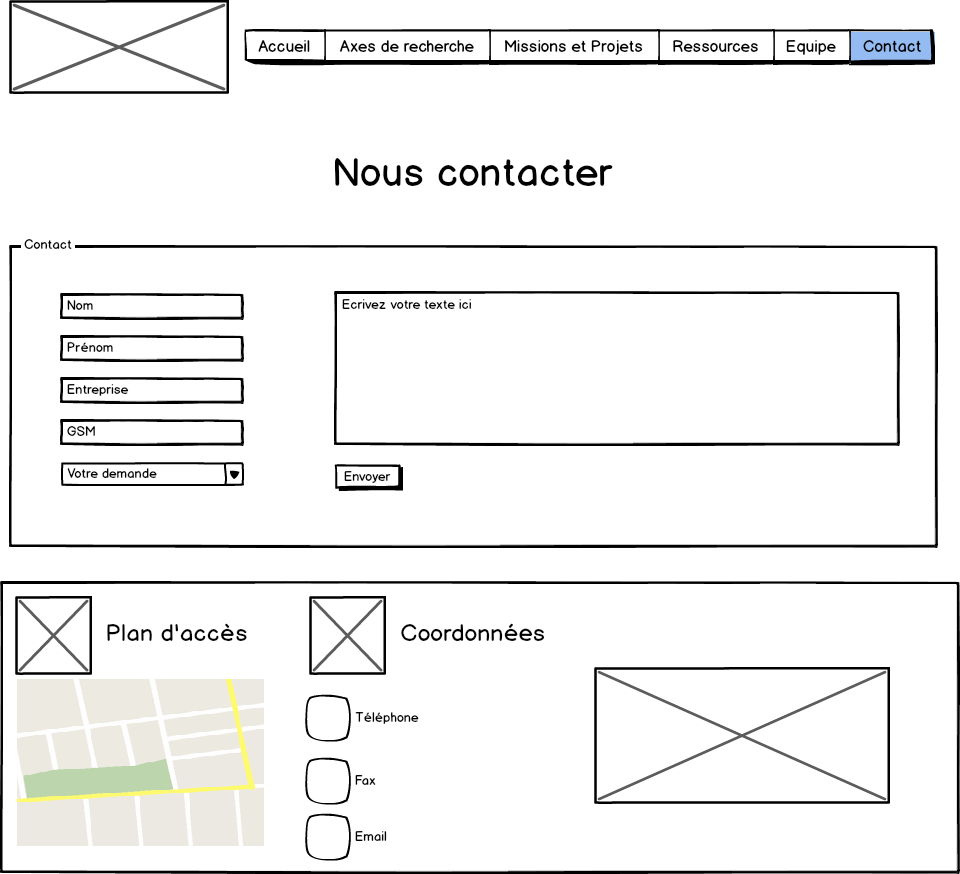 Accueil Axes de recherche Missions et Projets Ressources Equipe Contact
Nous contacter
Contact
Nom
Prénom
Entreprise
GSM
Votre demande
Ecrivez votre texte ici
Envoyer
Plan d'accès
Coordonnées
Téléphone
Fax
Email